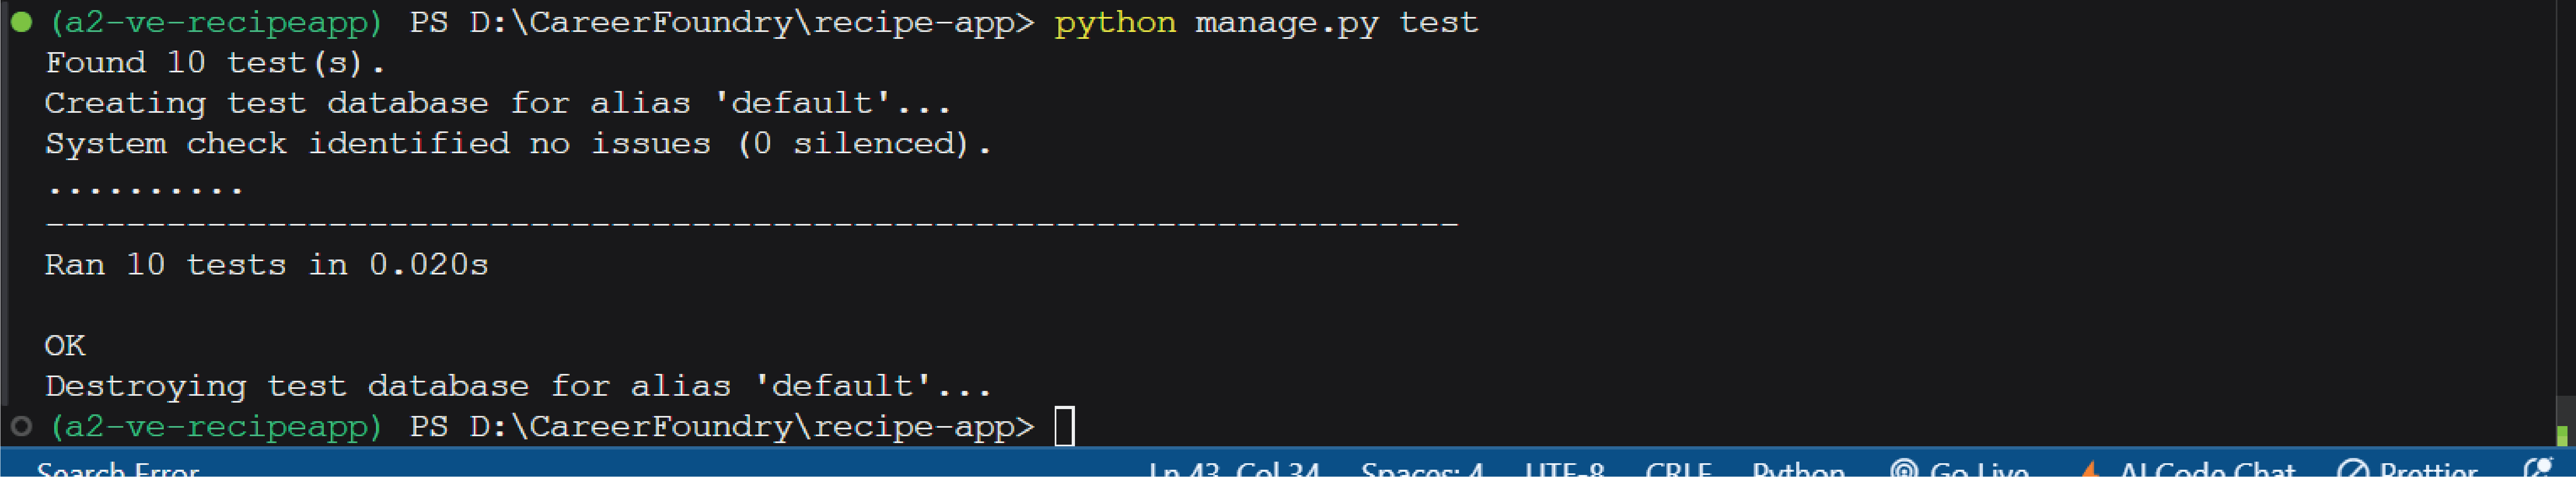 (a2-ve-recipeapp) PS D:\CareerFoundry\recipe-app> python manage.py test
Found 10 test(s).
Creating test database for alias 'default'...
System check identified no issues (0 silenced).
..........
----------------------------------------------------------------------
Ran 10 tests in 0.020s
OK
Destroying test database for alias 'default'...
(a2-ve-recipeapp) PS D:\CareerFoundry\recipe-app>
Search Error Ln 43, Col 34 Spaces: 4 UTF-8 CRLF Python Go Live AI Code Chat Prettier